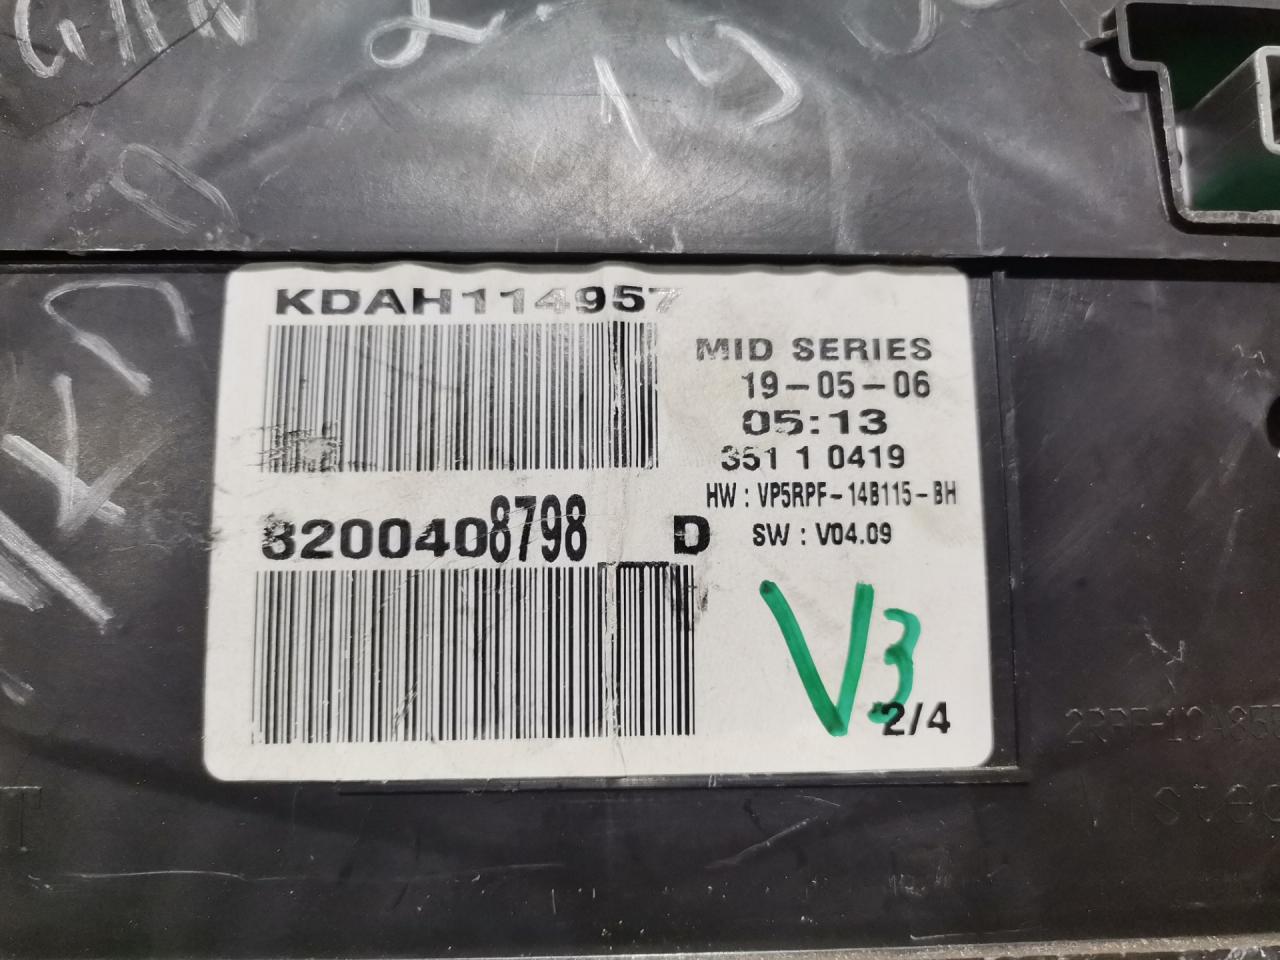 KDAH114957
MID SERIES
19-05-06
05:13
351 1 0419
HW : VP5RPF-14B115-BH
SW : V04.09
8200408798 D
V3
2/4